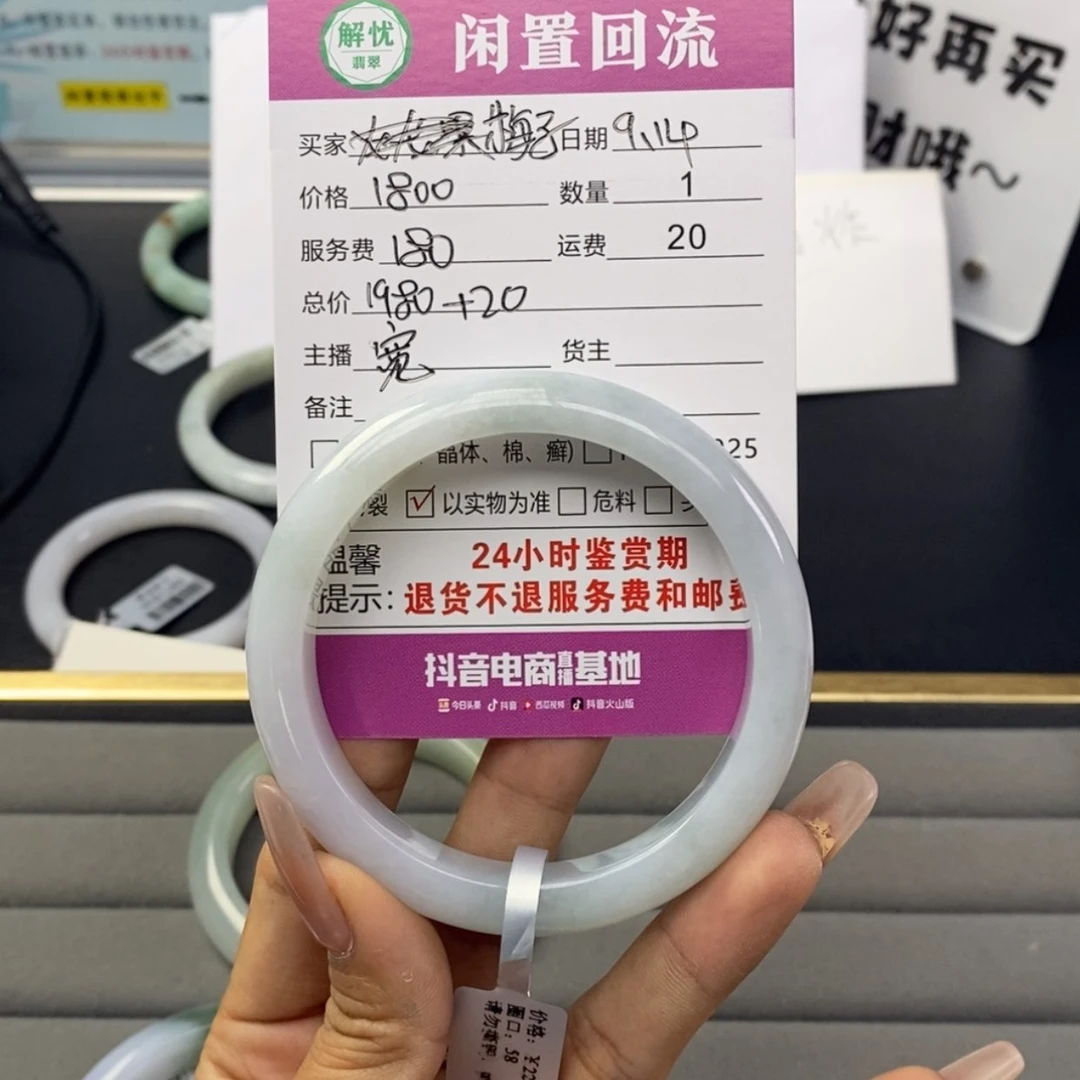 解忧
翡翠
闲置回流
好再买
财哦～
买家 梅子 日期 9.14
价格 1800 数量 1
服务费 180 运费 20
总价 1980+20
主播 宽 货主
备注
晶体、棉、癣) 25
裂 ☑ 以实物为准 □ 危料 □
温馨
提示: 24小时鉴赏期
退货不退服务费和邮费
抖音电商直播基地
今日头条 抖音 西瓜视频 抖音火山版
价格: ¥22
圈口: 58